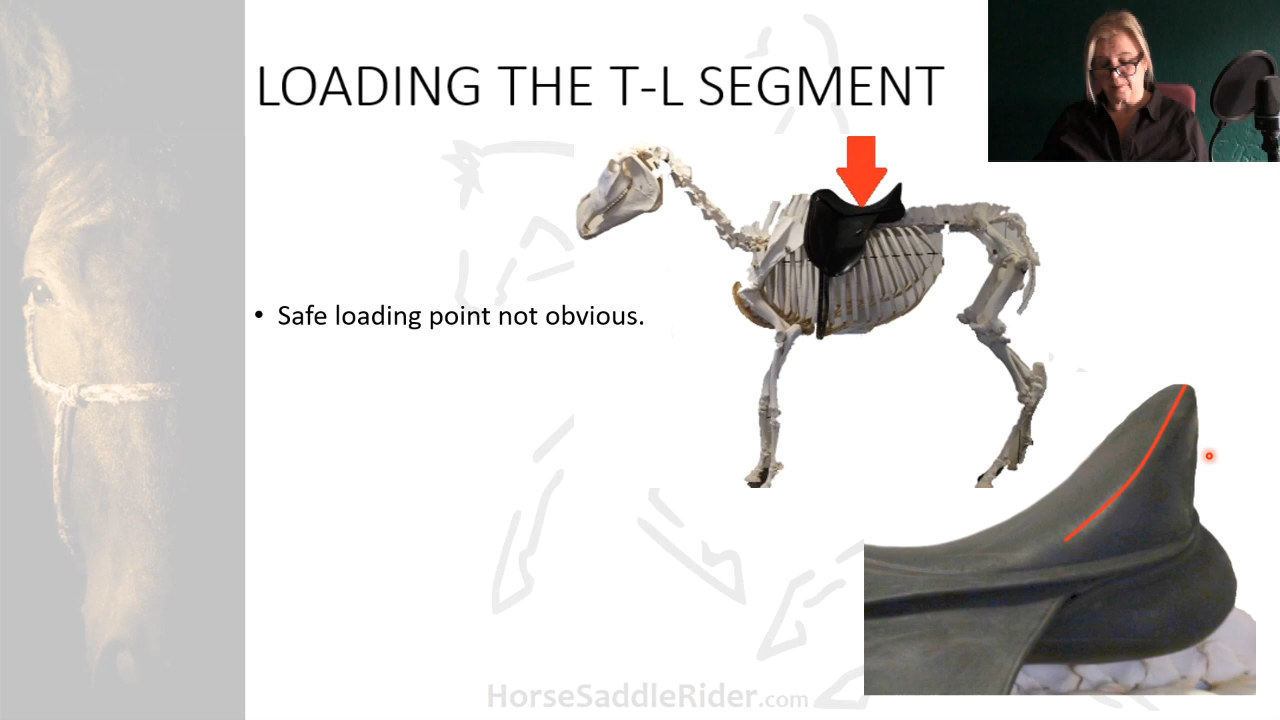 LOADING THE T-L SEGMENT
• Safe loading point not obvious.
HorseSaddleRider.com